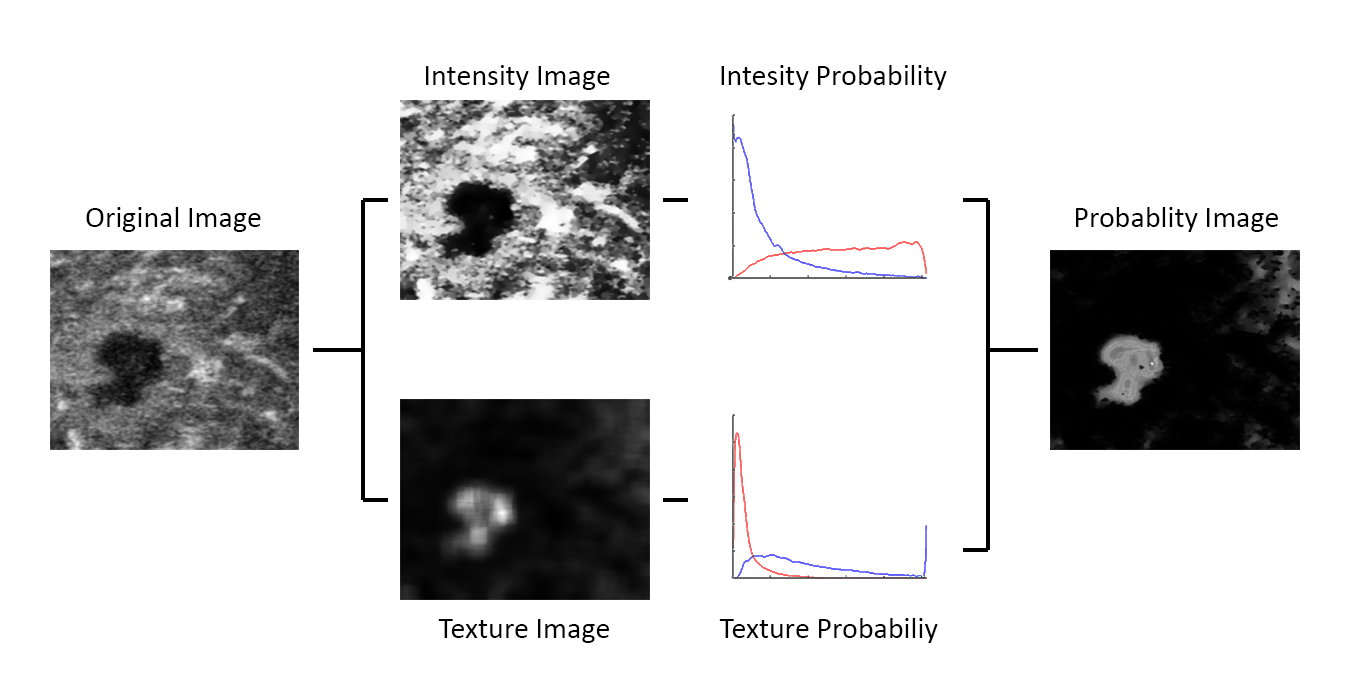 Intensity Image
Intesity Probability
Original Image
Probablity Image
Texture Image
Texture Probabiliy